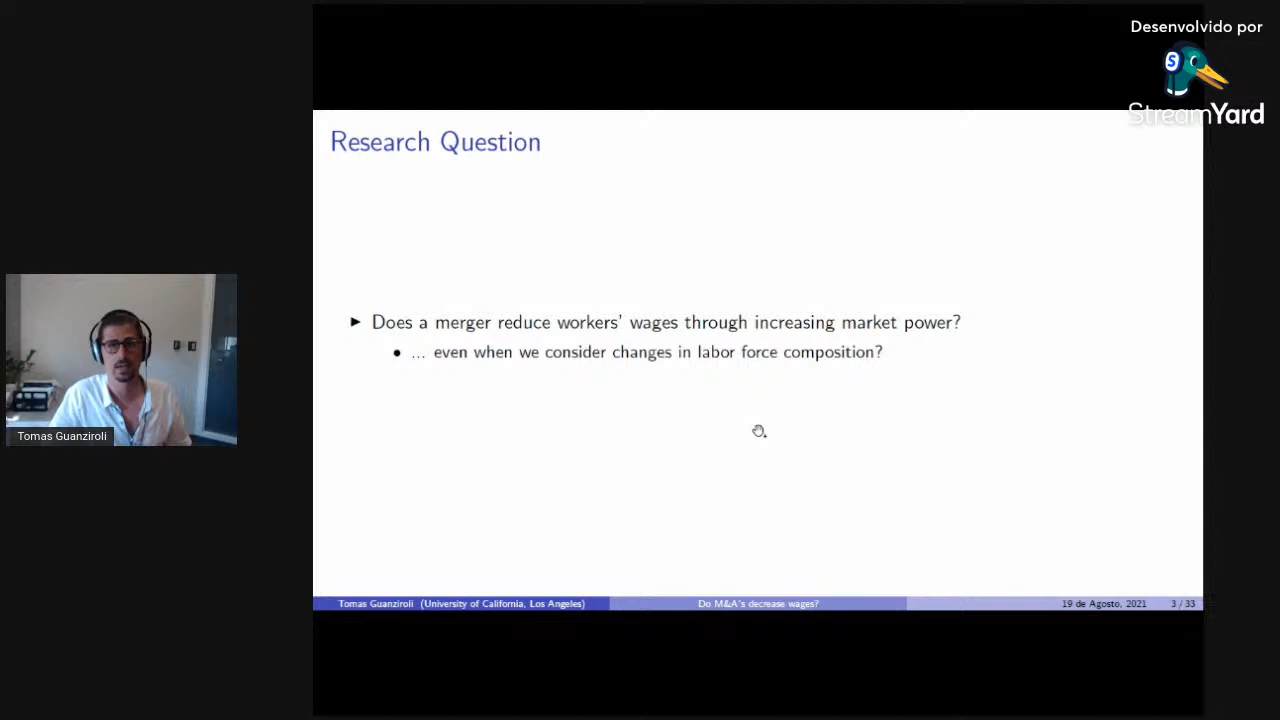 Desenvolvido por
StreamYard
Research Question
Does a merger reduce workers' wages through increasing market power?
... even when we consider changes in labor force composition?
Tomas Guanziroli
Tomas Guanziroli (University of California, Los Angeles)
Do M&A's decrease wages?
19 de Agosto, 2021
3 / 33